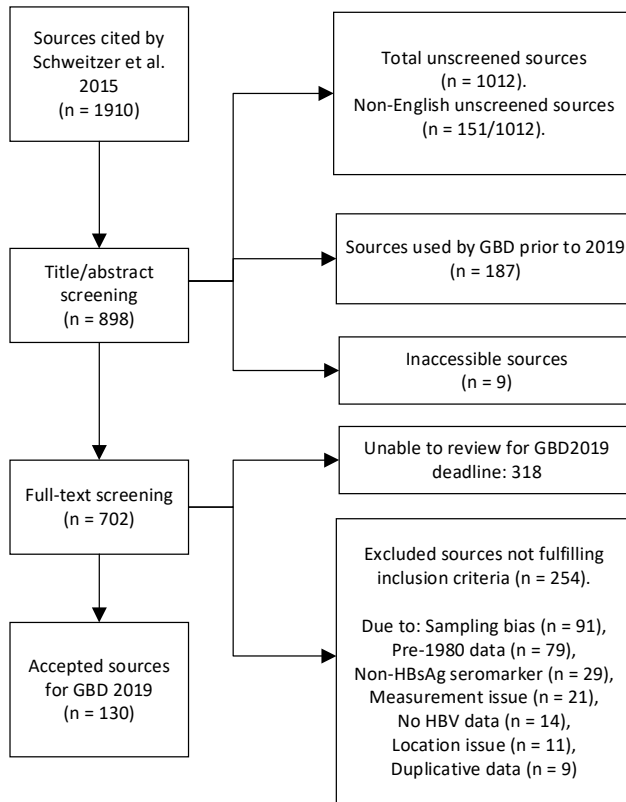 Sources cited by
Schweitzer et al.
2015
(n = 1910)
Total unscreened sources
(n = 1012).
Non-English unscreened sources
(n = 151/1012).
Title/abstract
screening
(n = 898)
Sources used by GBD prior to 2019
(n = 187)
Inaccessible sources
(n = 9)
Full-text screening
(n = 702)
Unable to review for GBD2019
deadline: 318
Excluded sources not fulfilling
inclusion criteria (n = 254).
Due to: Sampling bias (n = 91),
Pre-1980 data (n = 79),
Non-HBsAg seromarker (n = 29),
Measurement issue (n = 21),
No HBV data (n = 14),
Location issue (n = 11),
Duplicative data (n = 9)
Accepted sources
for GBD 2019
(n = 130)